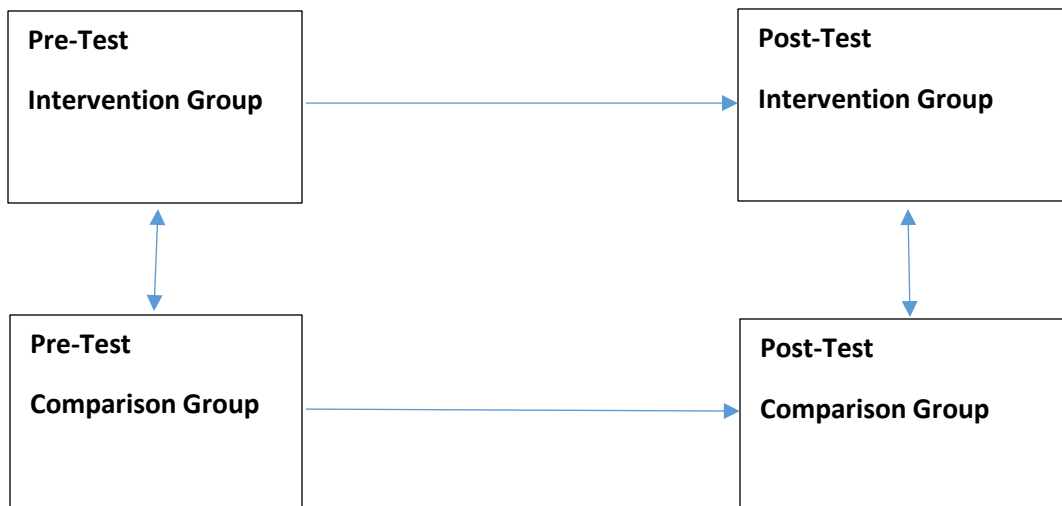 Pre-Test
Intervention Group
Post-Test
Intervention Group
Pre-Test
Comparison Group
Post-Test
Comparison Group